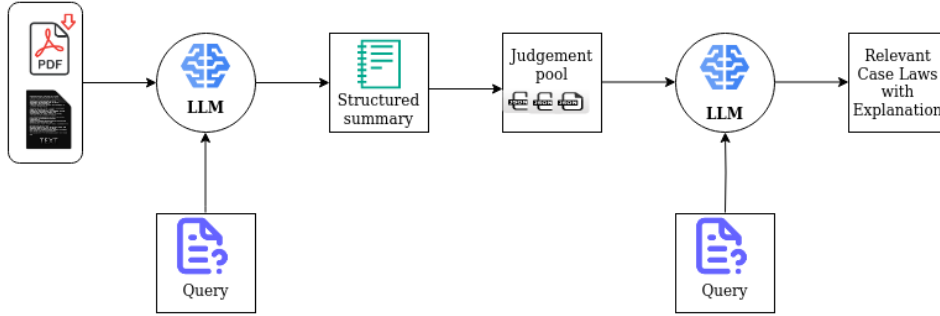 PDF
TEXT
LLM
Query
Structured
summary
Judgement
pool
JSON JSON JSON
LLM
Query
Relevant
Case Laws
with
Explanation